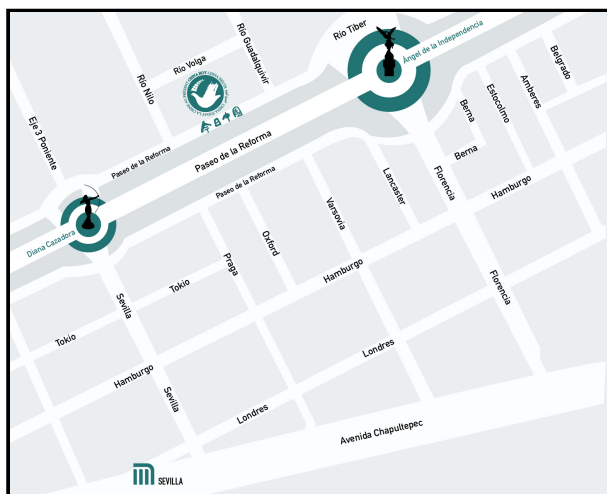 Río Tiber
Ángel de la Independencia
Río Guadalquivir
Río Volga
Río Nilo
Belgrado
Amberes
Estocolmo
Berna
Berna
Eje 3 Poniente
Paseo de la Reforma
Paseo de la Reforma
Paseo de la Reforma
Florencia
Hamburgo
Lancaster
Varsovia
Diana Cazadora
Oxford
Praga
Hamburgo
Florencia
Tokio
Sevilla
Tokio
Londres
Hamburgo
Sevilla
Londres
Avenida Chapultepec
SEVILLA